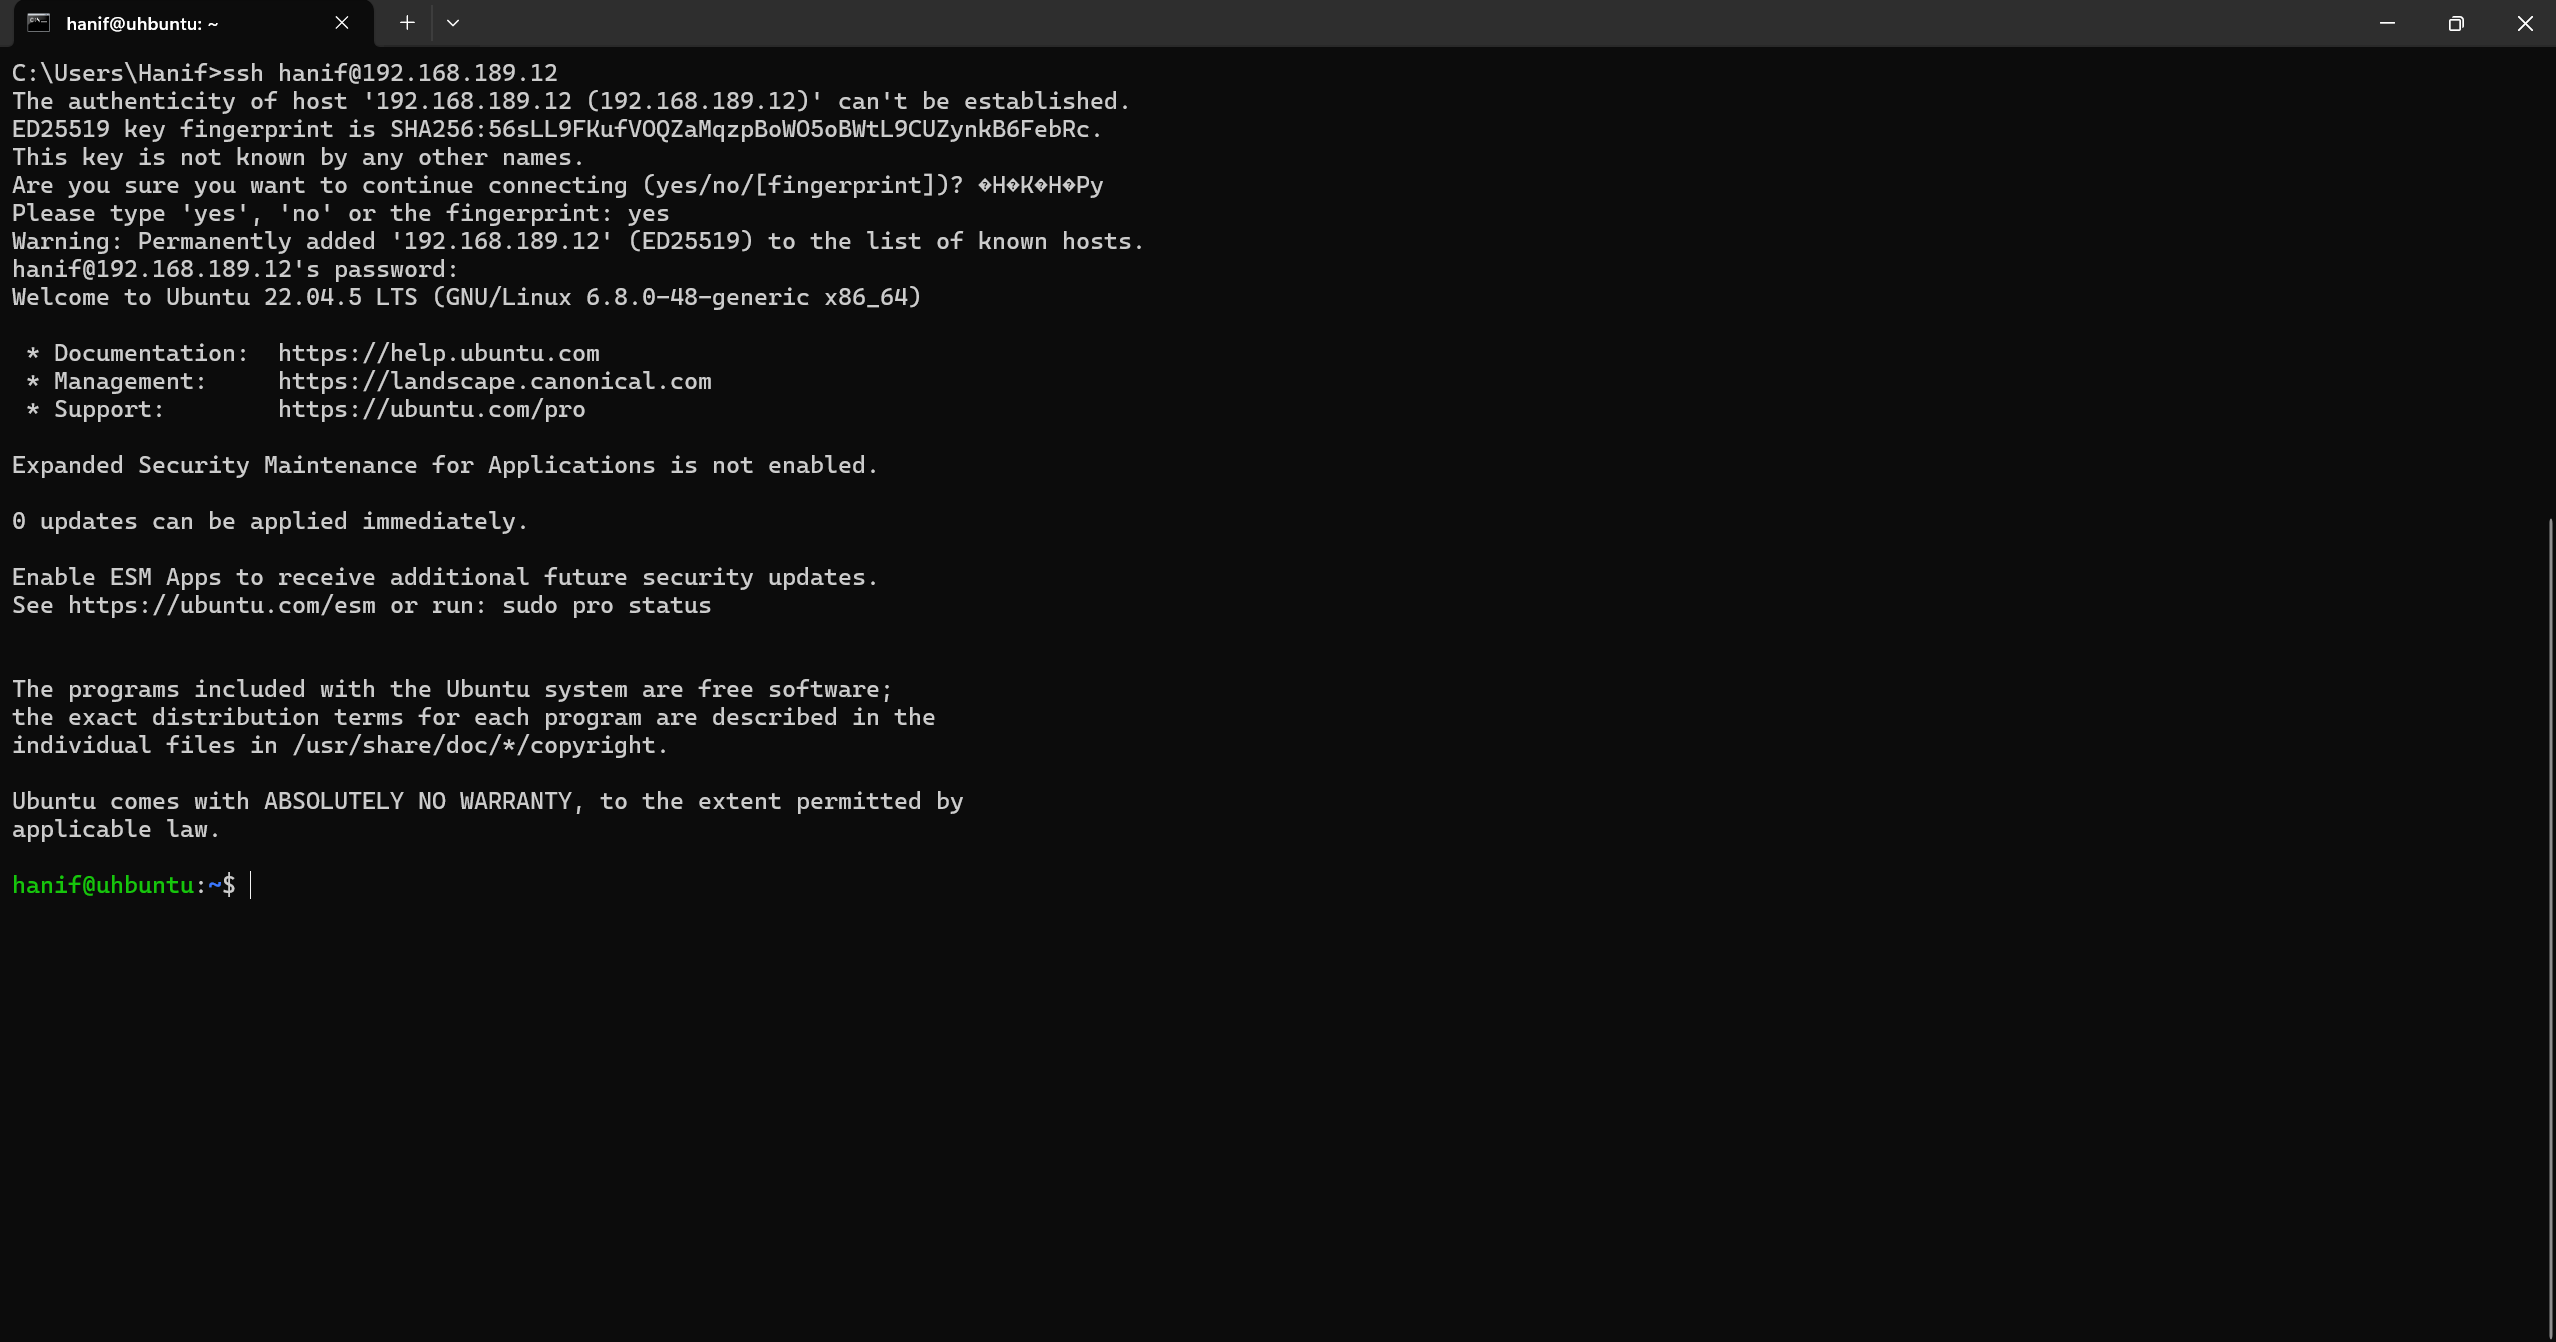 hanif@uhbuntu: ~
C:\Users\Hanif>ssh hanif@192.168.189.12
The authenticity of host '192.168.189.12 (192.168.189.12)' can't be established.
ED25519 key fingerprint is SHA256:56sLL9FKufVOQZaMqzpBoWO5oBWtL9CUZynkB6FebRc.
This key is not known by any other names.
Are you sure you want to continue connecting (yes/no/[fingerprint])? �H�K�H�Py
Please type 'yes', 'no' or the fingerprint: yes
Warning: Permanently added '192.168.189.12' (ED25519) to the list of known hosts.
hanif@192.168.189.12's password:
Welcome to Ubuntu 22.04.5 LTS (GNU/Linux 6.8.0-48-generic x86_64)
* Documentation:  https://help.ubuntu.com
* Management:     https://landscape.canonical.com
* Support:        https://ubuntu.com/pro
Expanded Security Maintenance for Applications is not enabled.
0 updates can be applied immediately.
Enable ESM Apps to receive additional future security updates.
See https://ubuntu.com/esm or run: sudo pro status
The programs included with the Ubuntu system are free software;
the exact distribution terms for each program are described in the
individual files in /usr/share/doc/*/copyright.
Ubuntu comes with ABSOLUTELY NO WARRANTY, to the extent permitted by
applicable law.
hanif@uhbuntu:~$